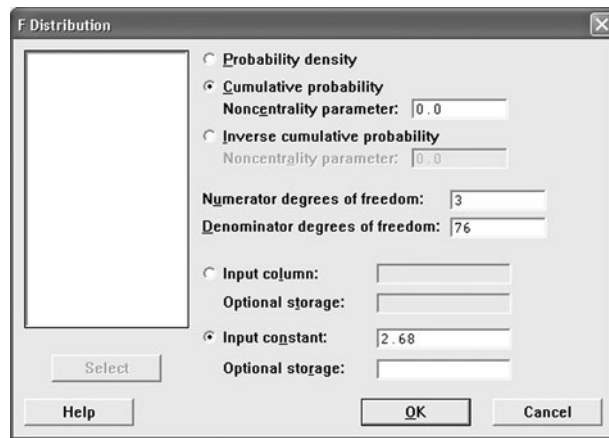 F Distribution
Probability density
Cumulative probability
Noncentrality parameter: 0.0
Inverse cumulative probability
Noncentrality parameter: 0.0
Numerator degrees of freedom: 3
Denominator degrees of freedom: 76
Input column:
Optional storage:
Input constant: 2.68
Optional storage:
Select
Help
OK
Cancel